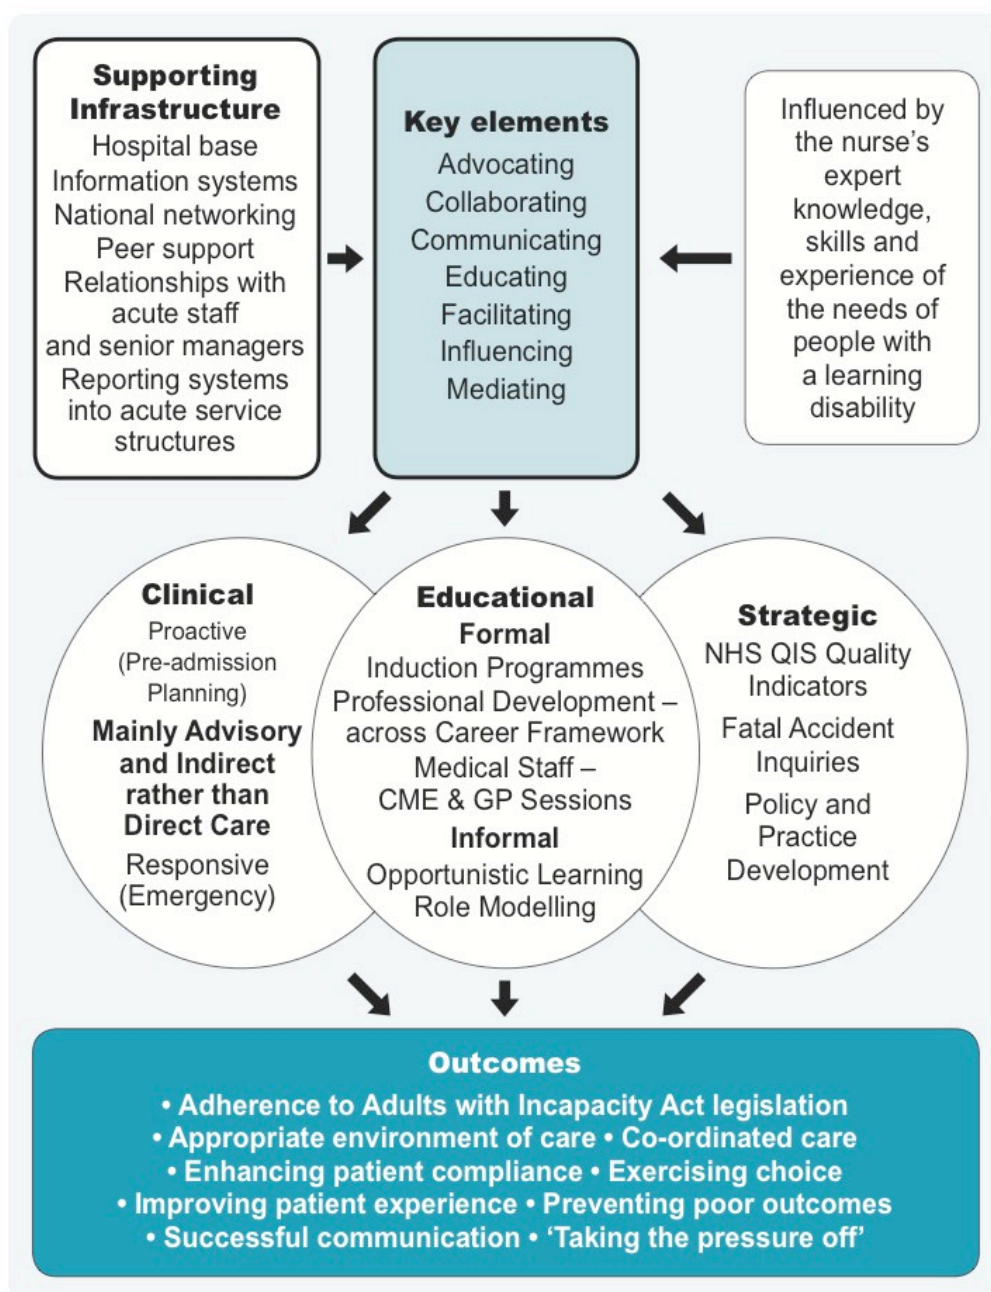 Supporting
Infrastructure
Hospital base
Information systems
National networking
Peer support
Relationships with
acute staff
and senior managers
Reporting systems
into acute service
structures
Key elements
Advocating
Collaborating
Communicating
Educating
Facilitating
Influencing
Mediating
Influenced by
the nurse’s
expert
knowledge,
skills and
experience of
the needs of
people with
a learning
disability
Clinical
Proactive
(Pre-admission
Planning)
Mainly Advisory
and Indirect
rather than
Direct Care
Responsive
(Emergency)
Educational
Formal
Induction Programmes
Professional Development –
across Career Framework
Medical Staff –
CME & GP Sessions
Informal
Opportunistic Learning
Role Modelling
Strategic
NHS QIS Quality
Indicators
Fatal Accident
Inquiries
Policy and
Practice
Development
Outcomes
• Adherence to Adults with Incapacity Act legislation
• Appropriate environment of care • Co-ordinated care
• Enhancing patient compliance • Exercising choice
• Improving patient experience • Preventing poor outcomes
• Successful communication • ‘Taking the pressure off’